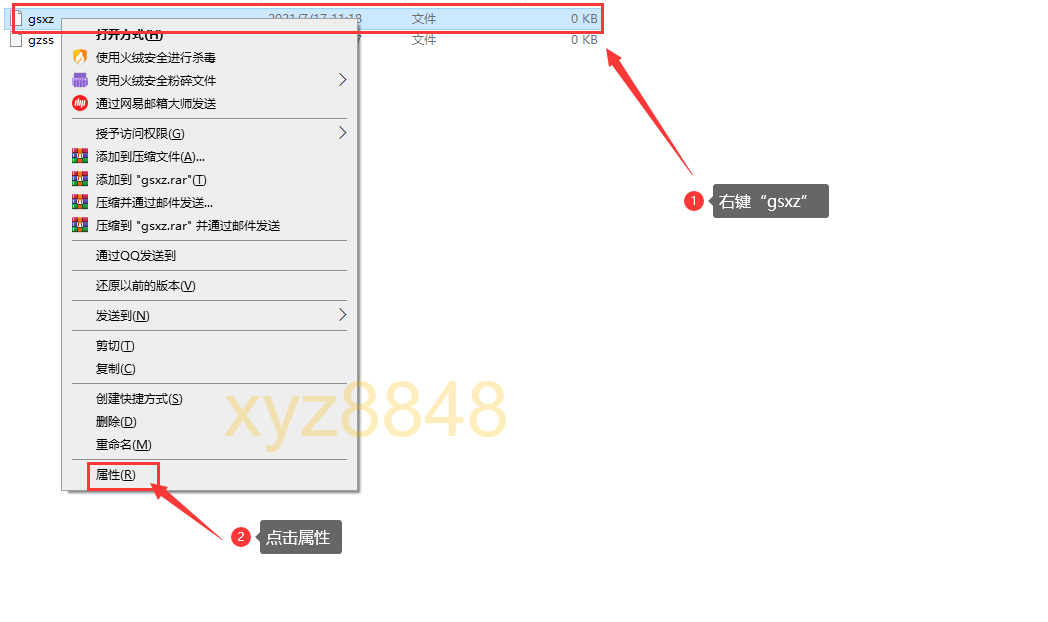 gsxz 2021/7/17 11:18 文件 0 KB
gzss 文件 0 KB
打开方式(H)
使用火绒安全进行杀毒
使用火绒安全粉碎文件
通过网易邮箱大师发送
授予访问权限(G)
添加到压缩文件(A)...
添加到 "gsxz.rar"(T)
压缩并通过邮件发送...
压缩到 "gsxz.rar" 并通过邮件发送
通过QQ发送到
还原以前的版本(V)
发送到(N)
剪切(T)
复制(C)
创建快捷方式(S)
删除(D)
重命名(M)
属性(R)
1 右键“gsxz”
xyz8848
2 点击属性